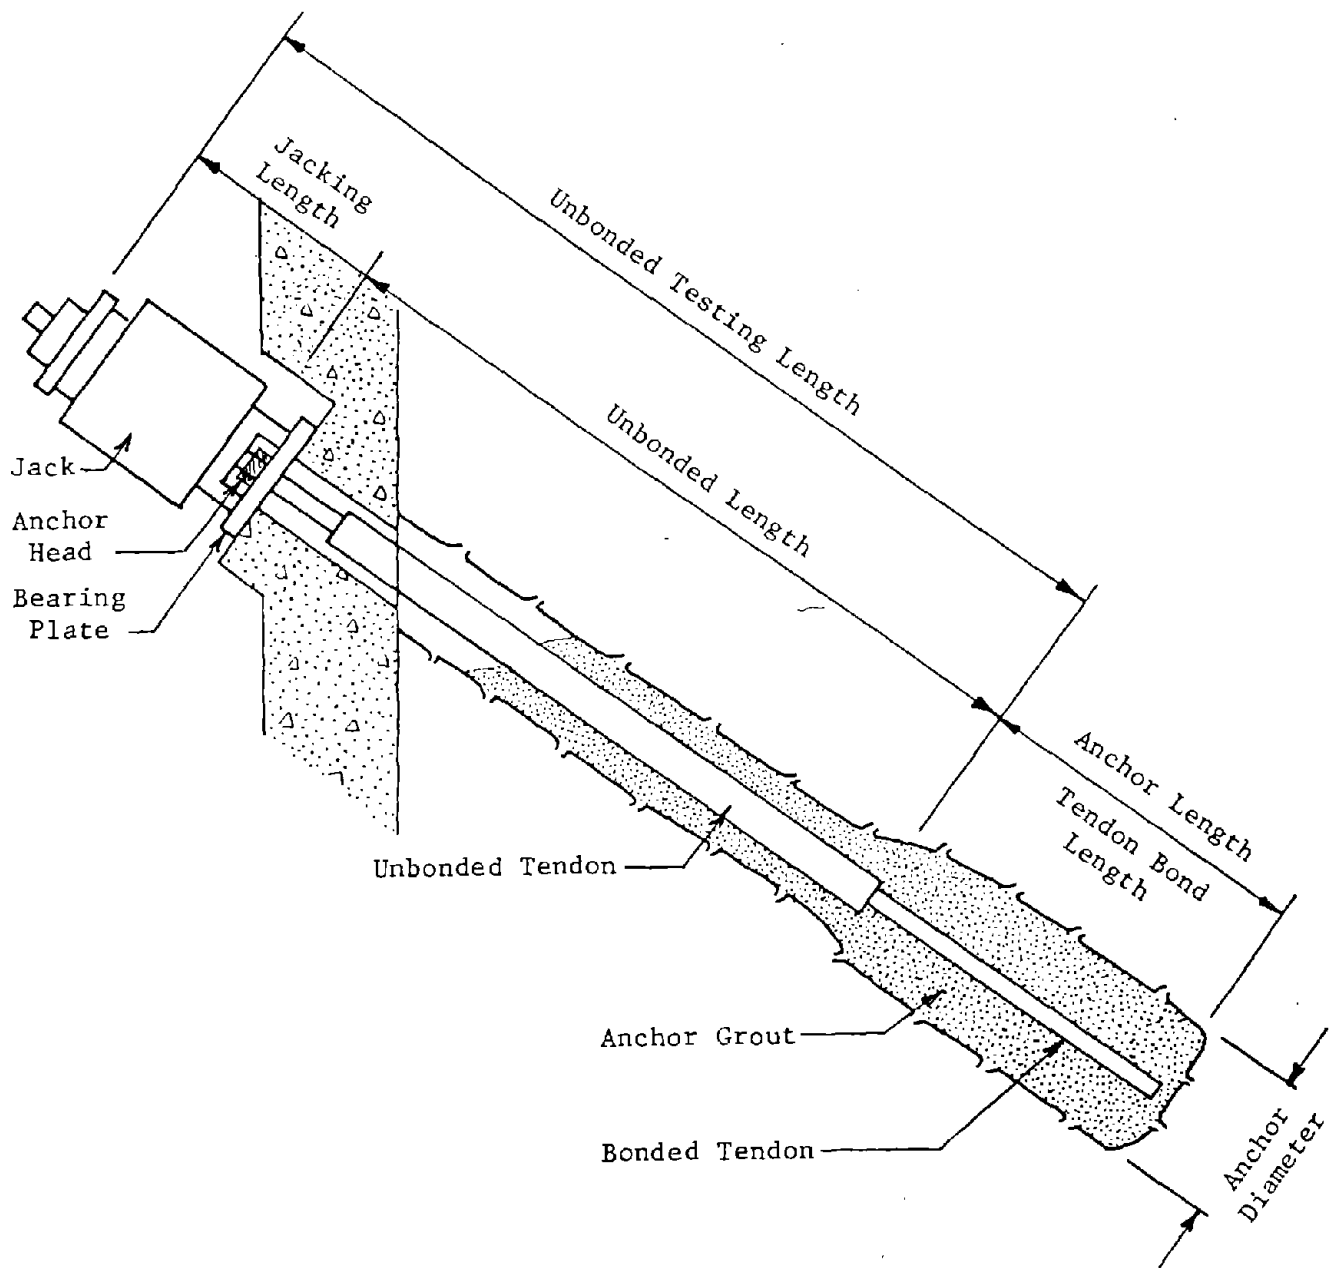 Jacking
Length
Unbonded Testing Length
Unbonded Length
Jack
Anchor
Head
Bearing
Plate
Anchor Length
Tendon Bond
Length
Unbonded Tendon
Anchor Grout
Bonded Tendon
Anchor
Diameter